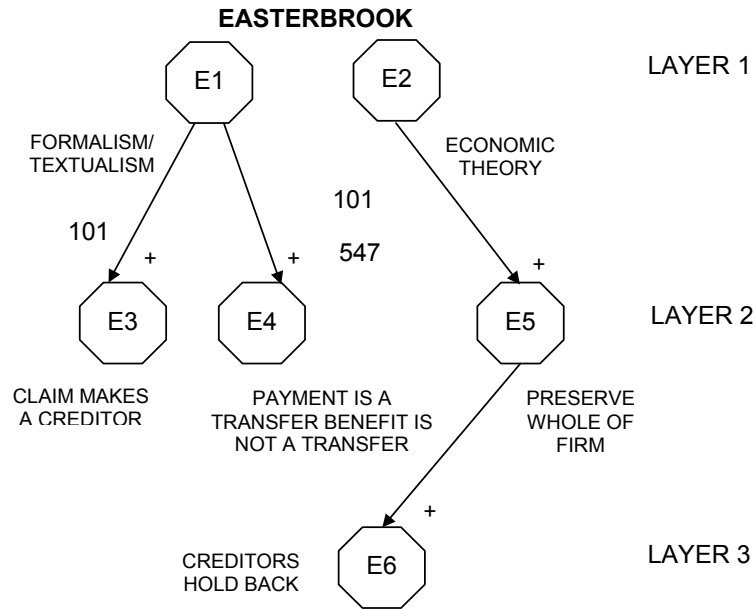 EASTERBROOK
E1
E2
LAYER 1
FORMALISM/
TEXTUALISM
ECONOMIC
THEORY
101
101
547
+
+
+
E3
E4
E5
LAYER 2
CLAIM MAKES
A CREDITOR
PAYMENT IS A
TRANSFER BENEFIT IS
NOT A TRANSFER
PRESERVE
WHOLE OF
FIRM
+
CREDITORS
HOLD BACK
E6
LAYER 3